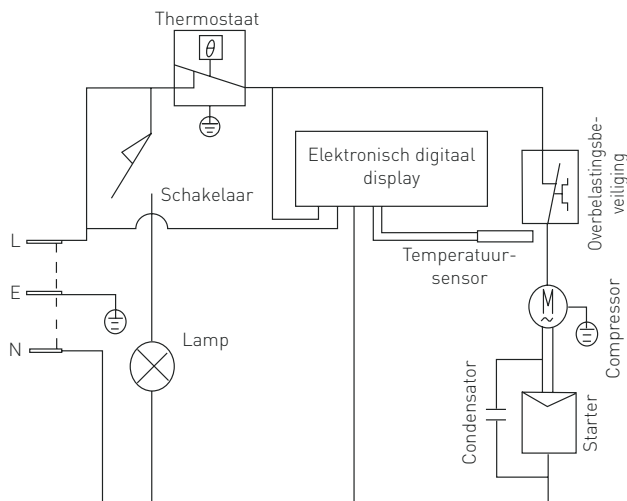 Thermostaat
θ
Elektronisch digitaal
display
Overbelastingsbe-
veiliging
Schakelaar
L
Temperatuur-
sensor
E
M
~
Compressor
N
Lamp
Condensator
Starter